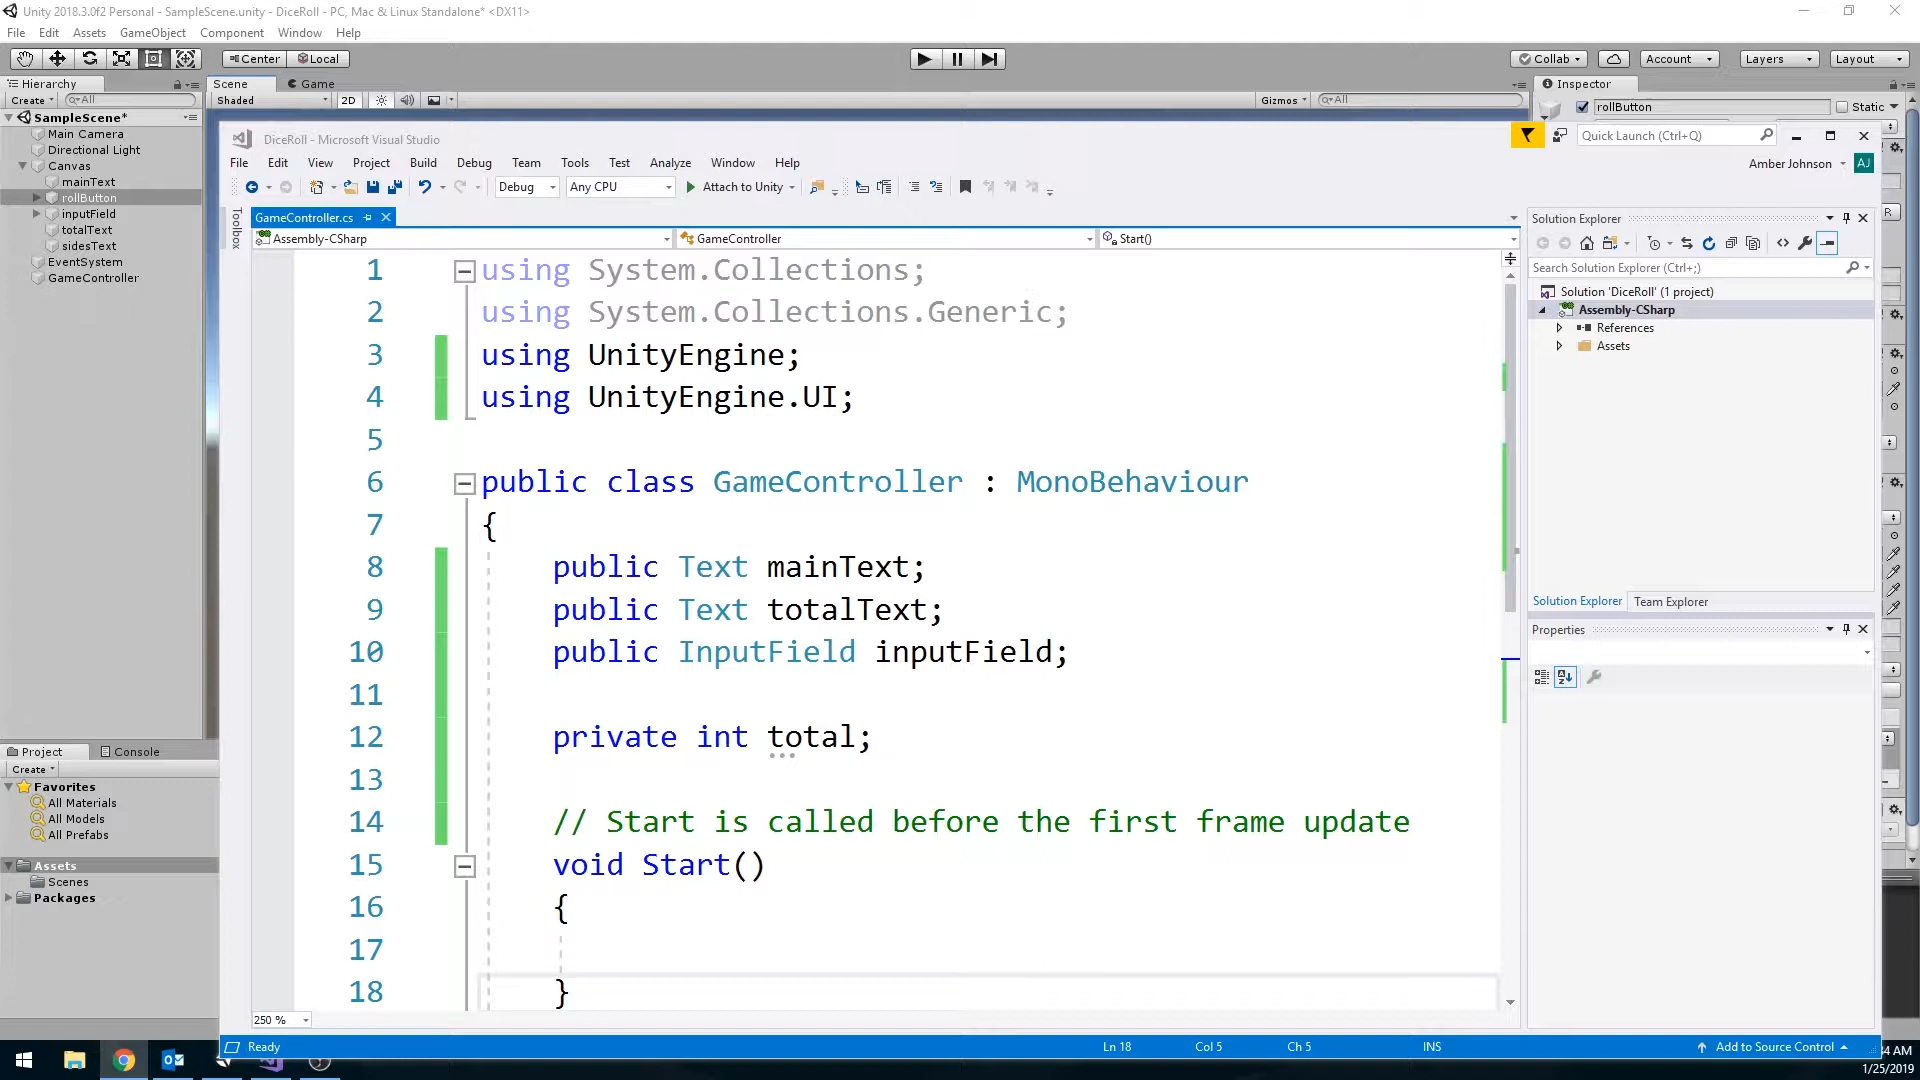 Unity 2018.3.0f2 Personal - SampleScene.unity - DiceRoll - PC, Mac & Linux Standalone* <DX11>
File Edit Assets GameObject Component Window Help
Center Local Collab Account Layers Layout
Hierarchy Scene Game Inspector
Create All Shaded 2D Gizmos All
rollButton Static
SampleScene*
Main Camera
Directional Light
Canvas
mainText
rollButton
inputField
totalText
sidesText
EventSystem
GameController
DiceRoll - Microsoft Visual Studio
Quick Launch (Ctrl+Q)
File Edit View Project Build Debug Team Tools Test Analyze Window Help
Amber Johnson AJ
Debug Any CPU Attach to Unity
Toolbox
GameController.cs
Assembly-CSharp GameController Start()
1 using System.Collections;
2 using System.Collections.Generic;
3 using UnityEngine;
4 using UnityEngine.UI;
5
6 public class GameController : MonoBehaviour
7 {
8 public Text mainText;
9 public Text totalText;
10 public InputField inputField;
11
12 private int total;
13
14 // Start is called before the first frame update
15 void Start()
16 {
17
18 }
250 %
Ready Ln 18 Col 5 Ch 5 INS Add to Source Control
Solution Explorer
Search Solution Explorer (Ctrl+;)
Solution 'DiceRoll' (1 project)
Assembly-CSharp
References
Assets
Solution Explorer Team Explorer
Properties
R
Project Console
Create
Favorites
All Materials
All Models
All Prefabs
Assets
Scenes
Packages
4 AM
1/25/2019